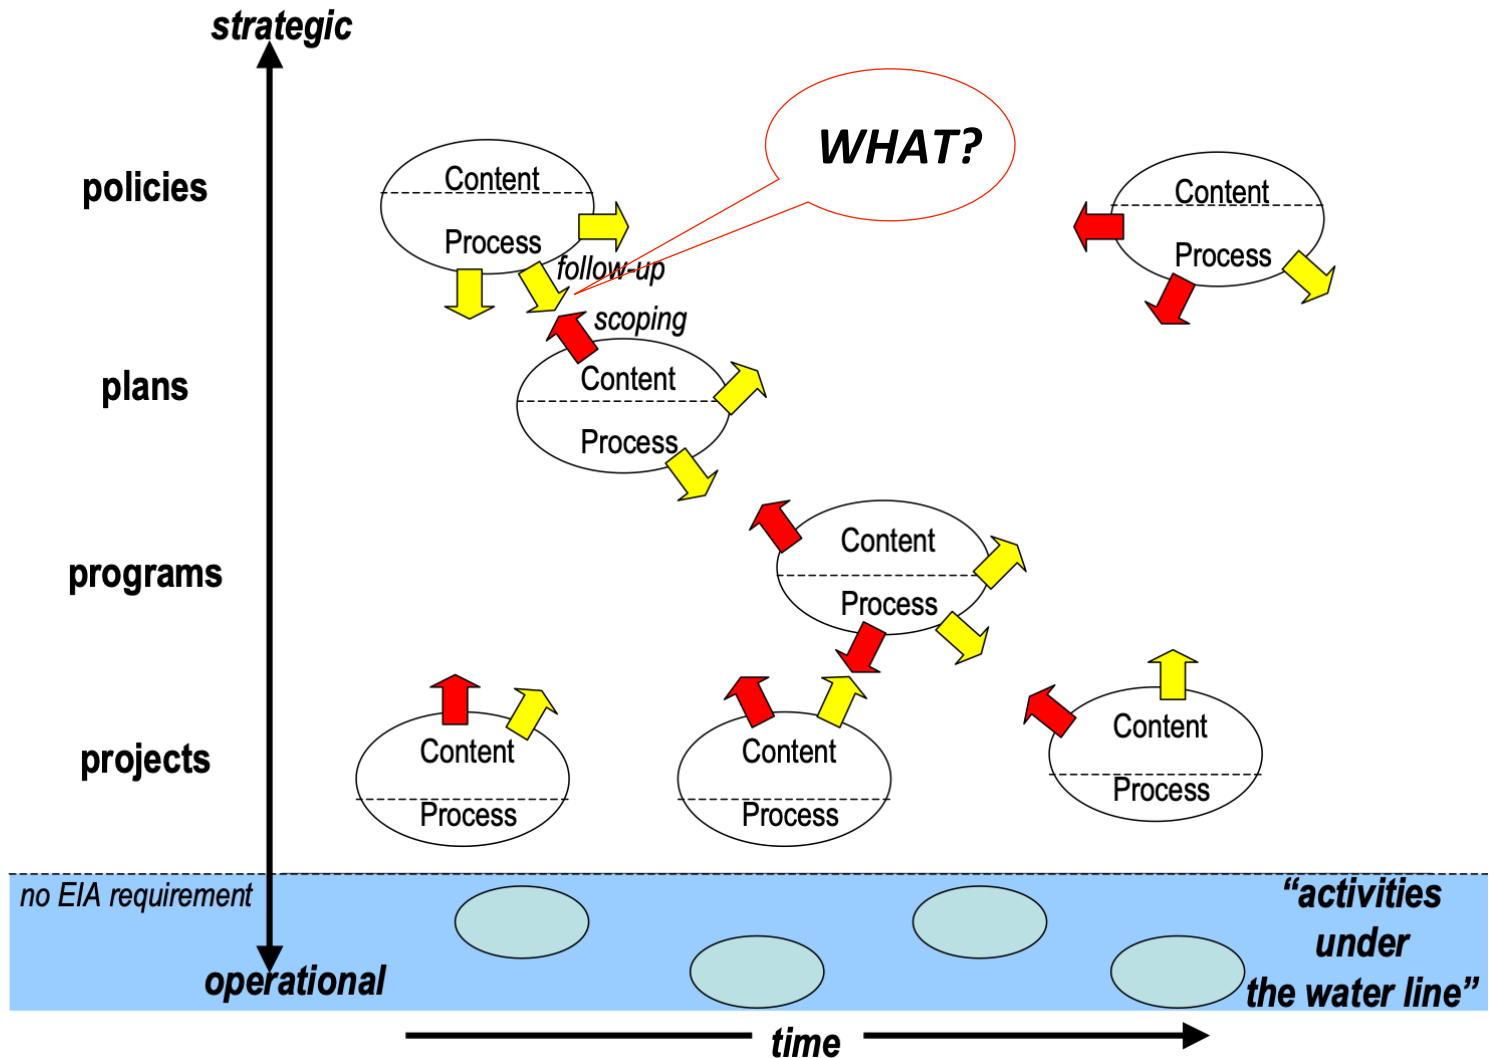 strategic
WHAT?
policies
Content
Process
follow-up
Content
Process
scoping
plans
Content
Process
programs
Content
Process
projects
Content
Process
Content
Process
Content
Process
no EIA requirement
“activities
under
the water line”
operational
time